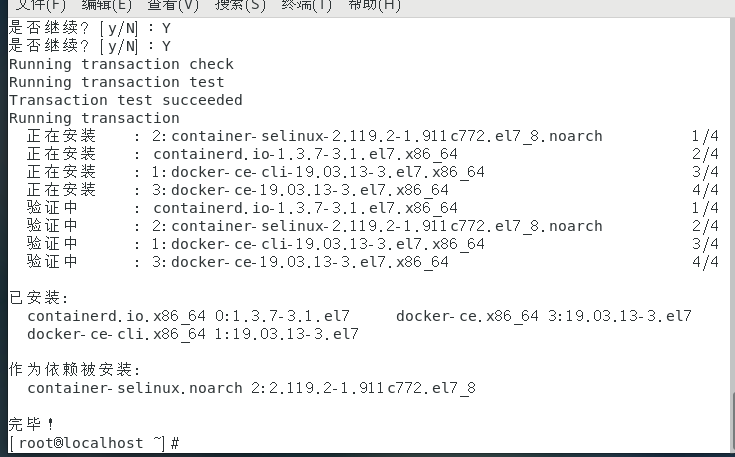 文件(F) 编辑(E) 查看(V) 搜索(S) 终端(T) 帮助(H)
是否继续？[y/N]：Y
是否继续？[y/N]：Y
Running transaction check
Running transaction test
Transaction test succeeded
Running transaction
正在安装 : 2:container-selinux-2.119.2-1.911c772.el7_8.noarch 1/4
正在安装 : containerd.io-1.3.7-3.1.el7.x86_64 2/4
正在安装 : 1:docker-ce-cli-19.03.13-3.el7.x86_64 3/4
正在安装 : 3:docker-ce-19.03.13-3.el7.x86_64 4/4
验证中 : containerd.io-1.3.7-3.1.el7.x86_64 1/4
验证中 : 2:container-selinux-2.119.2-1.911c772.el7_8.noarch 2/4
验证中 : 1:docker-ce-cli-19.03.13-3.el7.x86_64 3/4
验证中 : 3:docker-ce-19.03.13-3.el7.x86_64 4/4
已安装:
containerd.io.x86_64 0:1.3.7-3.1.el7 docker-ce.x86_64 3:19.03.13-3.el7
docker-ce-cli.x86_64 1:19.03.13-3.el7
作为依赖被安装:
container-selinux.noarch 2:2.119.2-1.911c772.el7_8
完毕！
[root@localhost ~]#